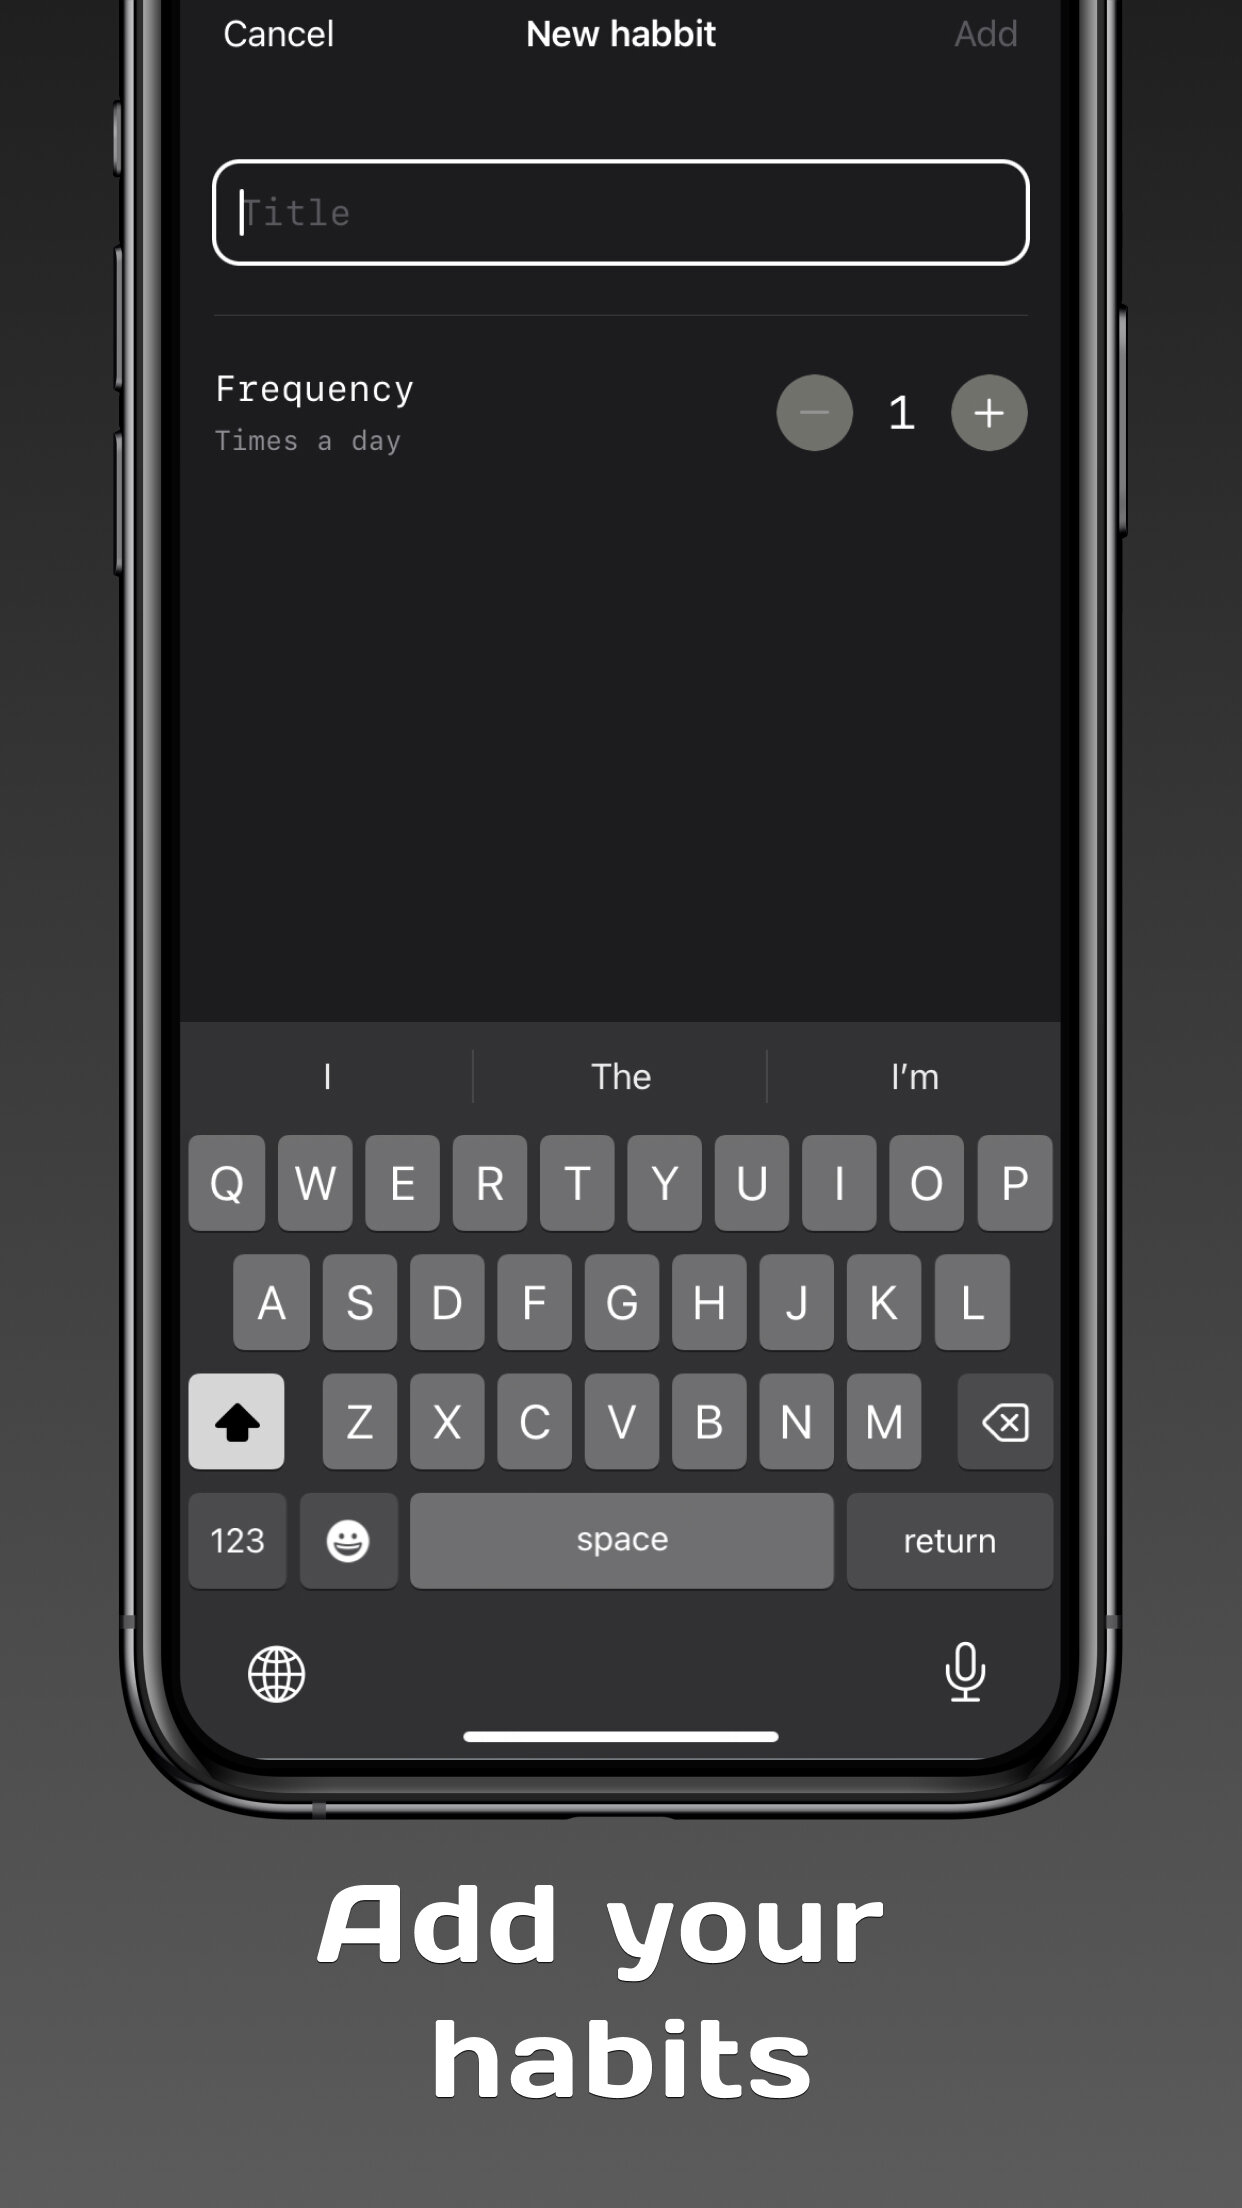 Cancel New habbit Add
Title
Frequency
Times a day
1
I The I’m
Q W E R T Y U I O P
A S D F G H J K L
Z X C V B N M
123 space return
Add your
habits